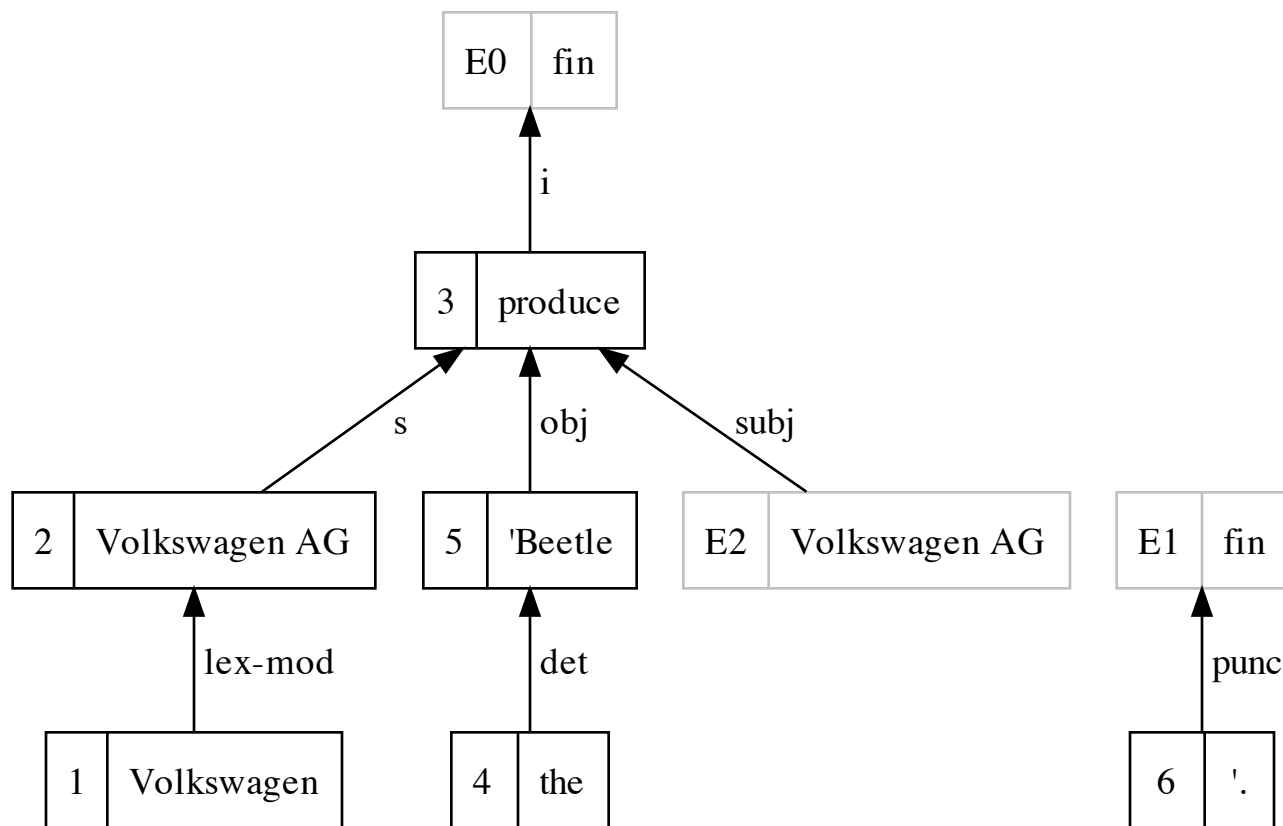 E0 fin
i
3 produce
s obj subj
2 Volkswagen AG 5 'Beetle E2 Volkswagen AG E1 fin
lex-mod det punc
1 Volkswagen 4 the 6 '.